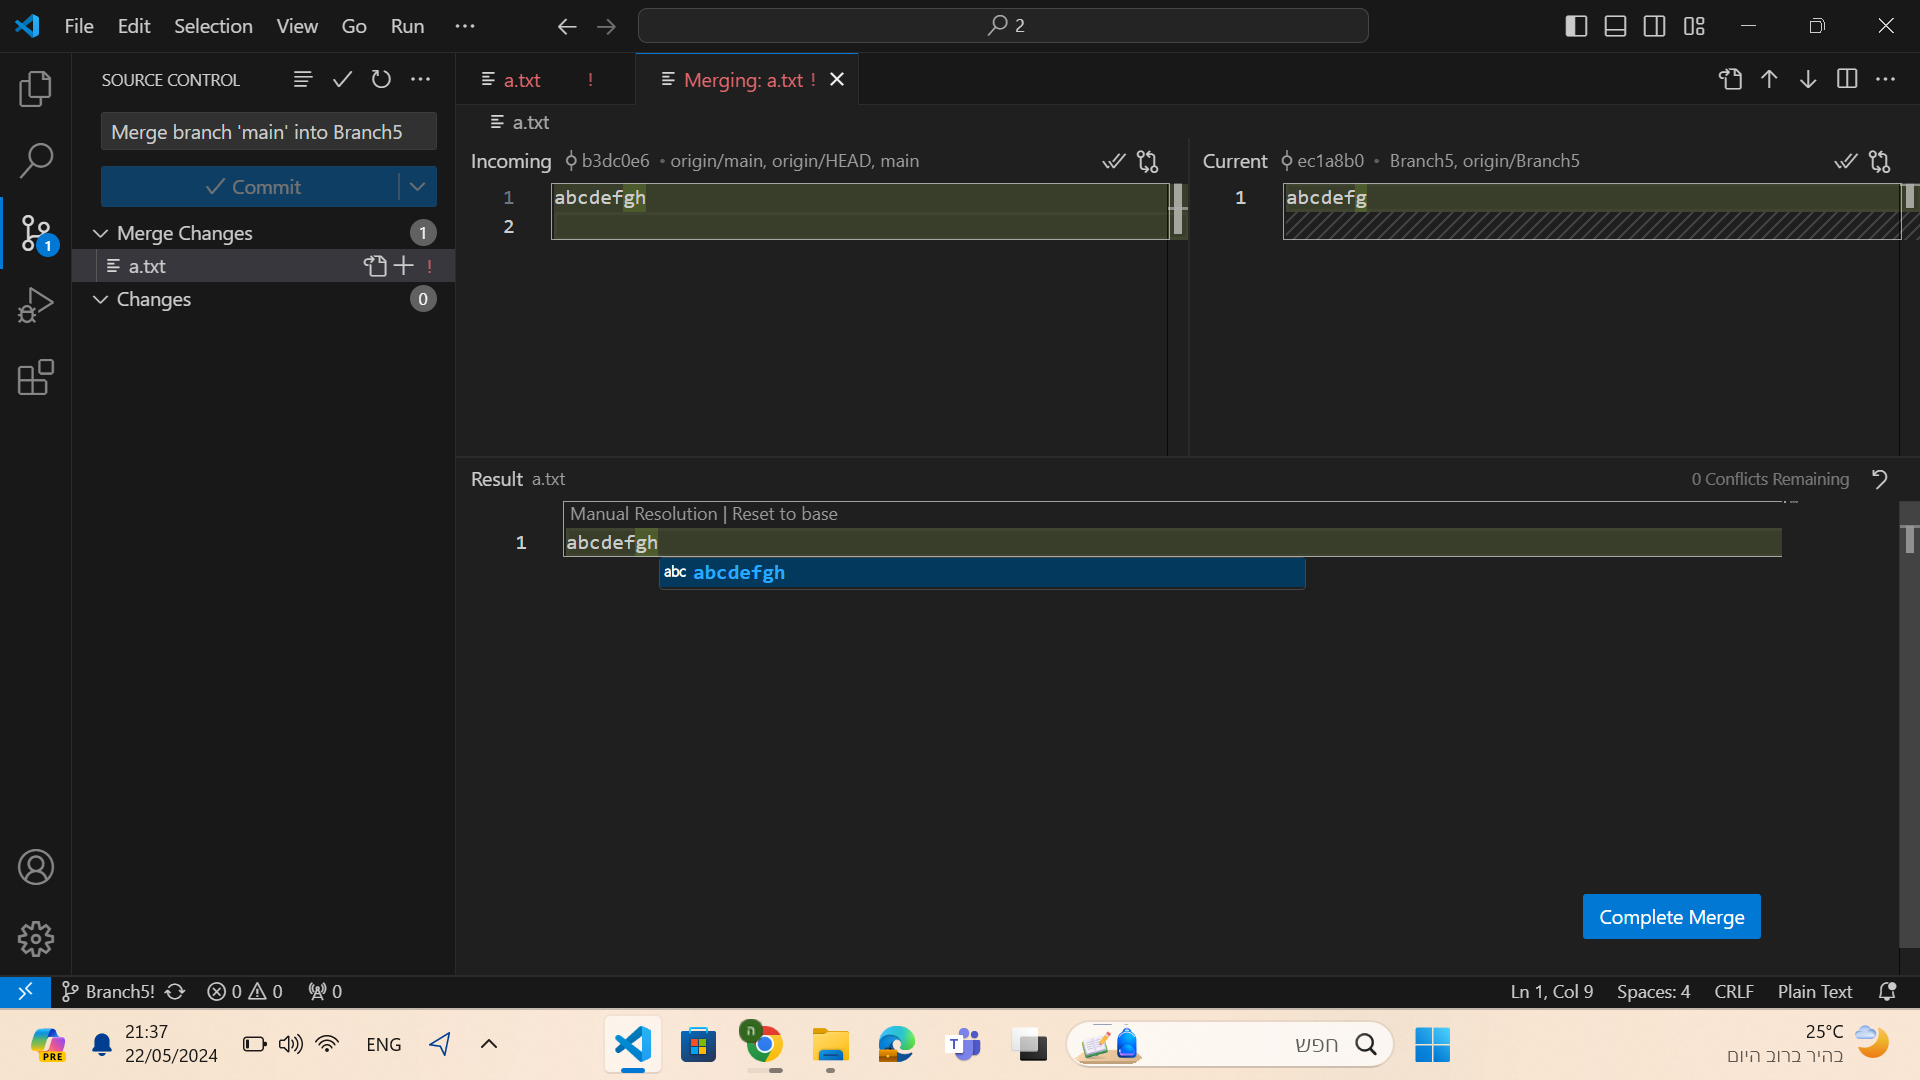 File Edit Selection View Go Run
2
SOURCE CONTROL
a.txt !
Merging: a.txt !
a.txt
Merge branch 'main' into Branch5
Commit
Merge Changes 1
a.txt !
Changes 0
1
Incoming b3dc0e6 • origin/main, origin/HEAD, main
1 abcdefgh
2
Current ec1a8b0 • Branch5, origin/Branch5
1 abcdefg
Result a.txt
0 Conflicts Remaining
Manual Resolution | Reset to base
1 abcdefgh
abc abcdefgh
Complete Merge
Branch5! 0 0 0
Ln 1, Col 9 Spaces: 4 CRLF Plain Text
PRE
21:37
22/05/2024
ENG
ה
T
חפש
25°C
בהיר ברוב היום